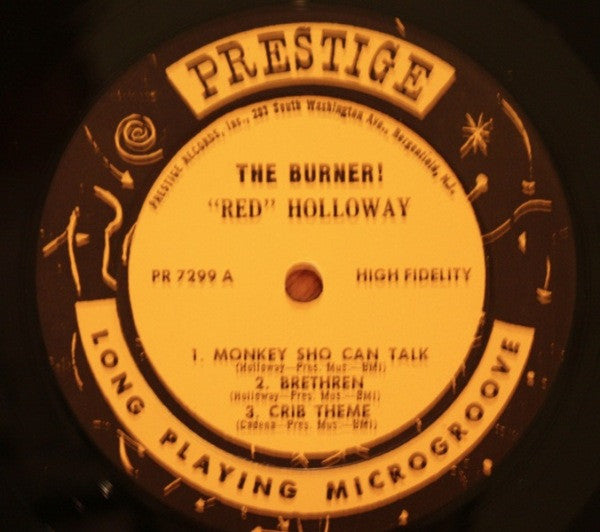 PRESTIGE
PRESTIGE RECORDS, Inc., 203 South Washington Ave., Bergenfield, N.J.
THE BURNER!
"RED" HOLLOWAY
PR 7299 A
HIGH FIDELITY
1. MONKEY SHO CAN TALK
(Holloway—Pres. Mus.—BMI)
2. BRETHREN
(Holloway—Pres. Mus.—BMI)
3. CRIB THEME
(Cadena—Pres. Mus—BMI)
LONG PLAYING MICROGROOVE